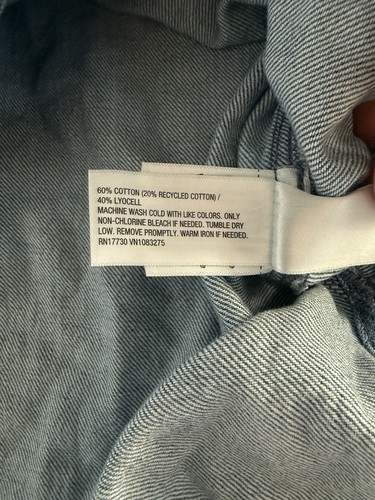 60% COTTON (20% RECYCLED COTTON) /
40% LYOCELL
MACHINE WASH COLD WITH LIKE COLORS. ONLY
NON-CHLORINE BLEACH IF NEEDED. TUMBLE DRY
LOW. REMOVE PROMPTLY. WARM IRON IF NEEDED.
RN17730 VN1083275